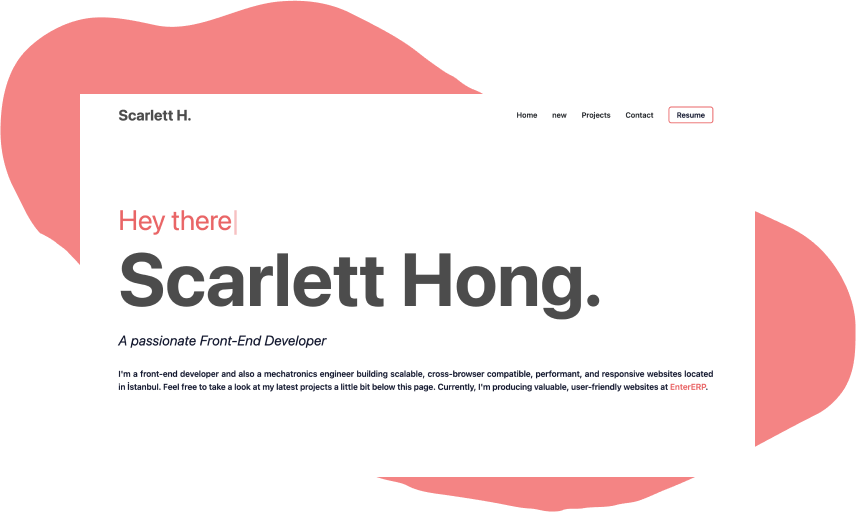 Scarlett H.
Home new Projects Contact Resume
Hey there
Scarlett Hong.
A passionate Front-End Developer
I'm a front-end developer and also a mechatronics engineer building scalable, cross-browser compatible, performant, and responsive websites located
in İstanbul. Feel free to take a look at my latest projects a little bit below this page. Currently, I'm producing valuable, user-friendly websites at EnterERP.